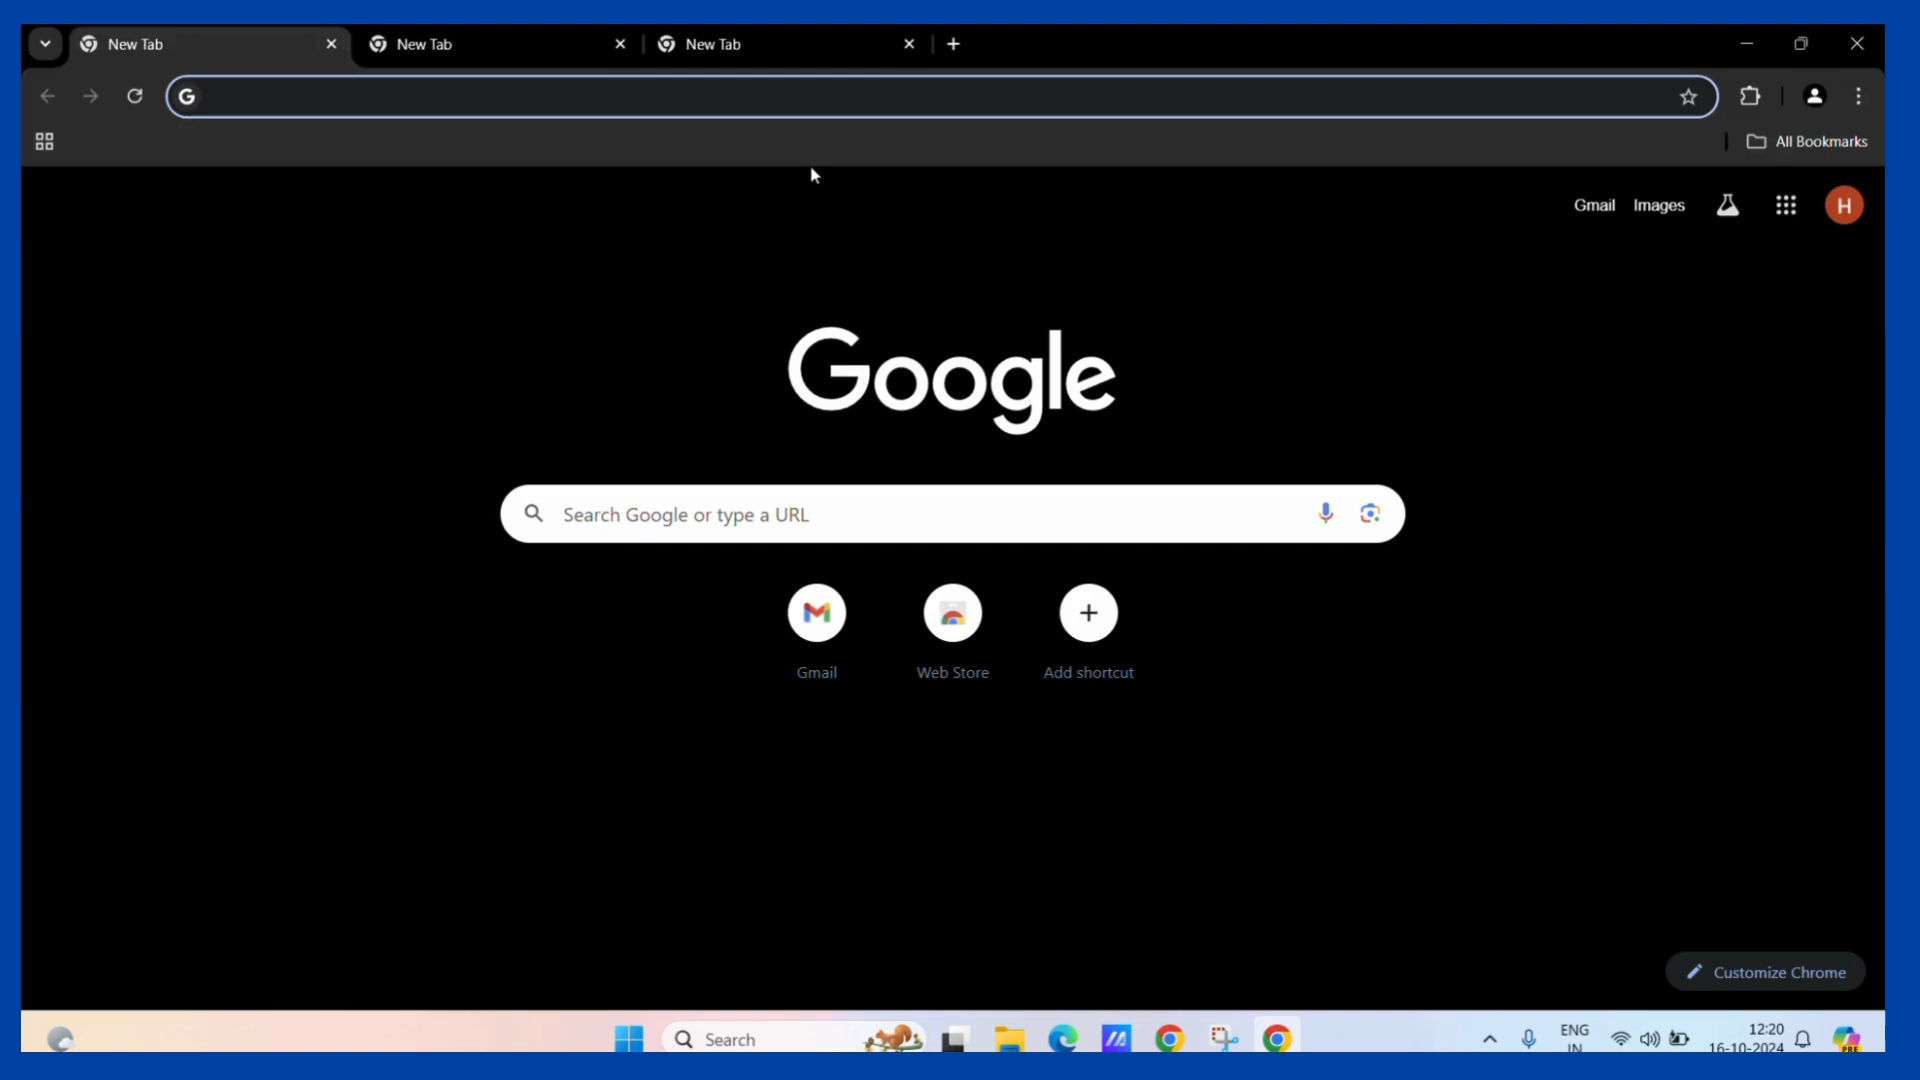 New Tab
New Tab
New Tab
G
All Bookmarks
Gmail Images
H
Google
Search Google or type a URL
Gmail
Web Store
Add shortcut
Customize Chrome
Search
ENG
IN
12:20
16-10-2024
PRE